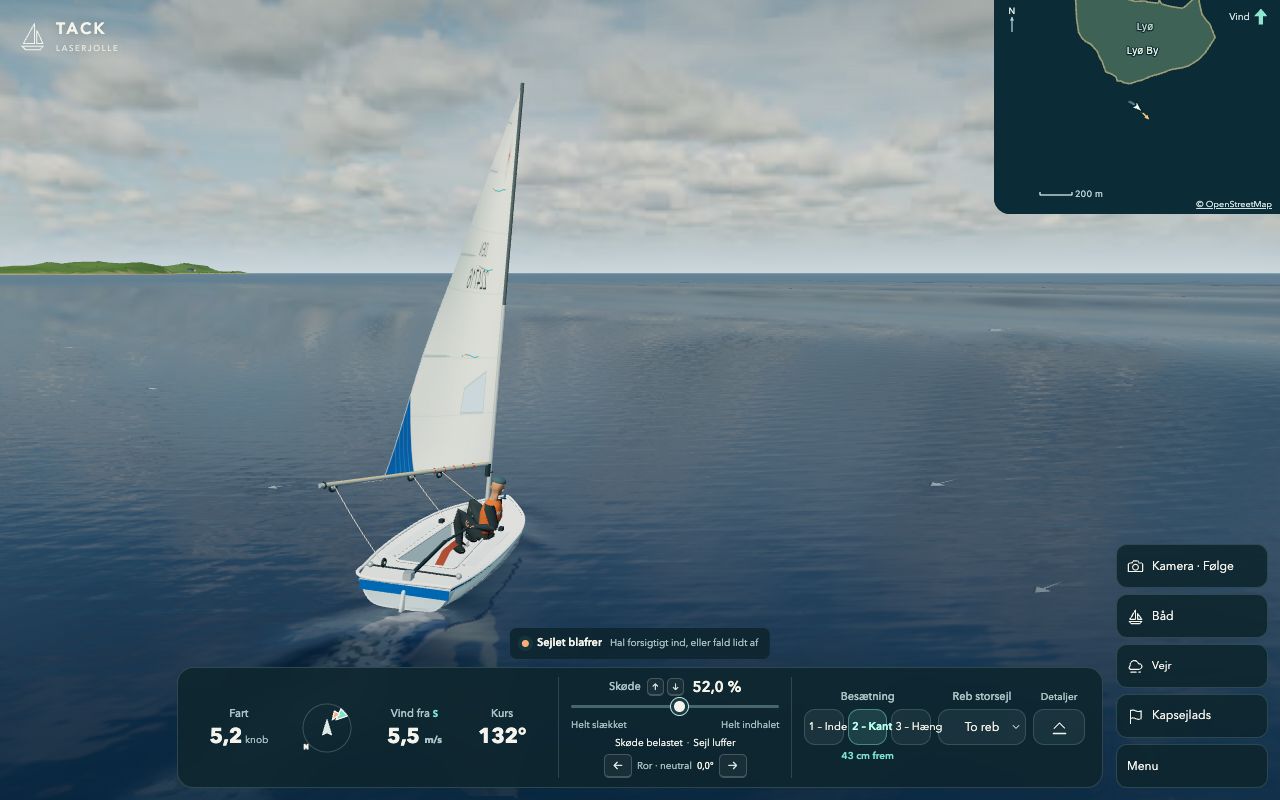 TACK
LASERJOLLE
N
Vind
Lyø
Lyø By
200 m
© OpenStreetMap
Kamera · Følge
Båd
Vejr
Kapsejlads
Menu
Sejlet blafrer Hal forsigtigt ind, eller fald lidt af
Fart
5,2 knob
N
Vind fra S
5,5 m/s
Kurs
132°
Skøde ↑ ↓ 52,0 %
Helt slækket Helt indhalet
Skøde belastet · Sejl luffer
← Ror · neutral 0,0° →
Besætning
1 – Inde 2 – Kant 3 – Hæng
43 cm frem
Reb storsejl
To reb
Detaljer